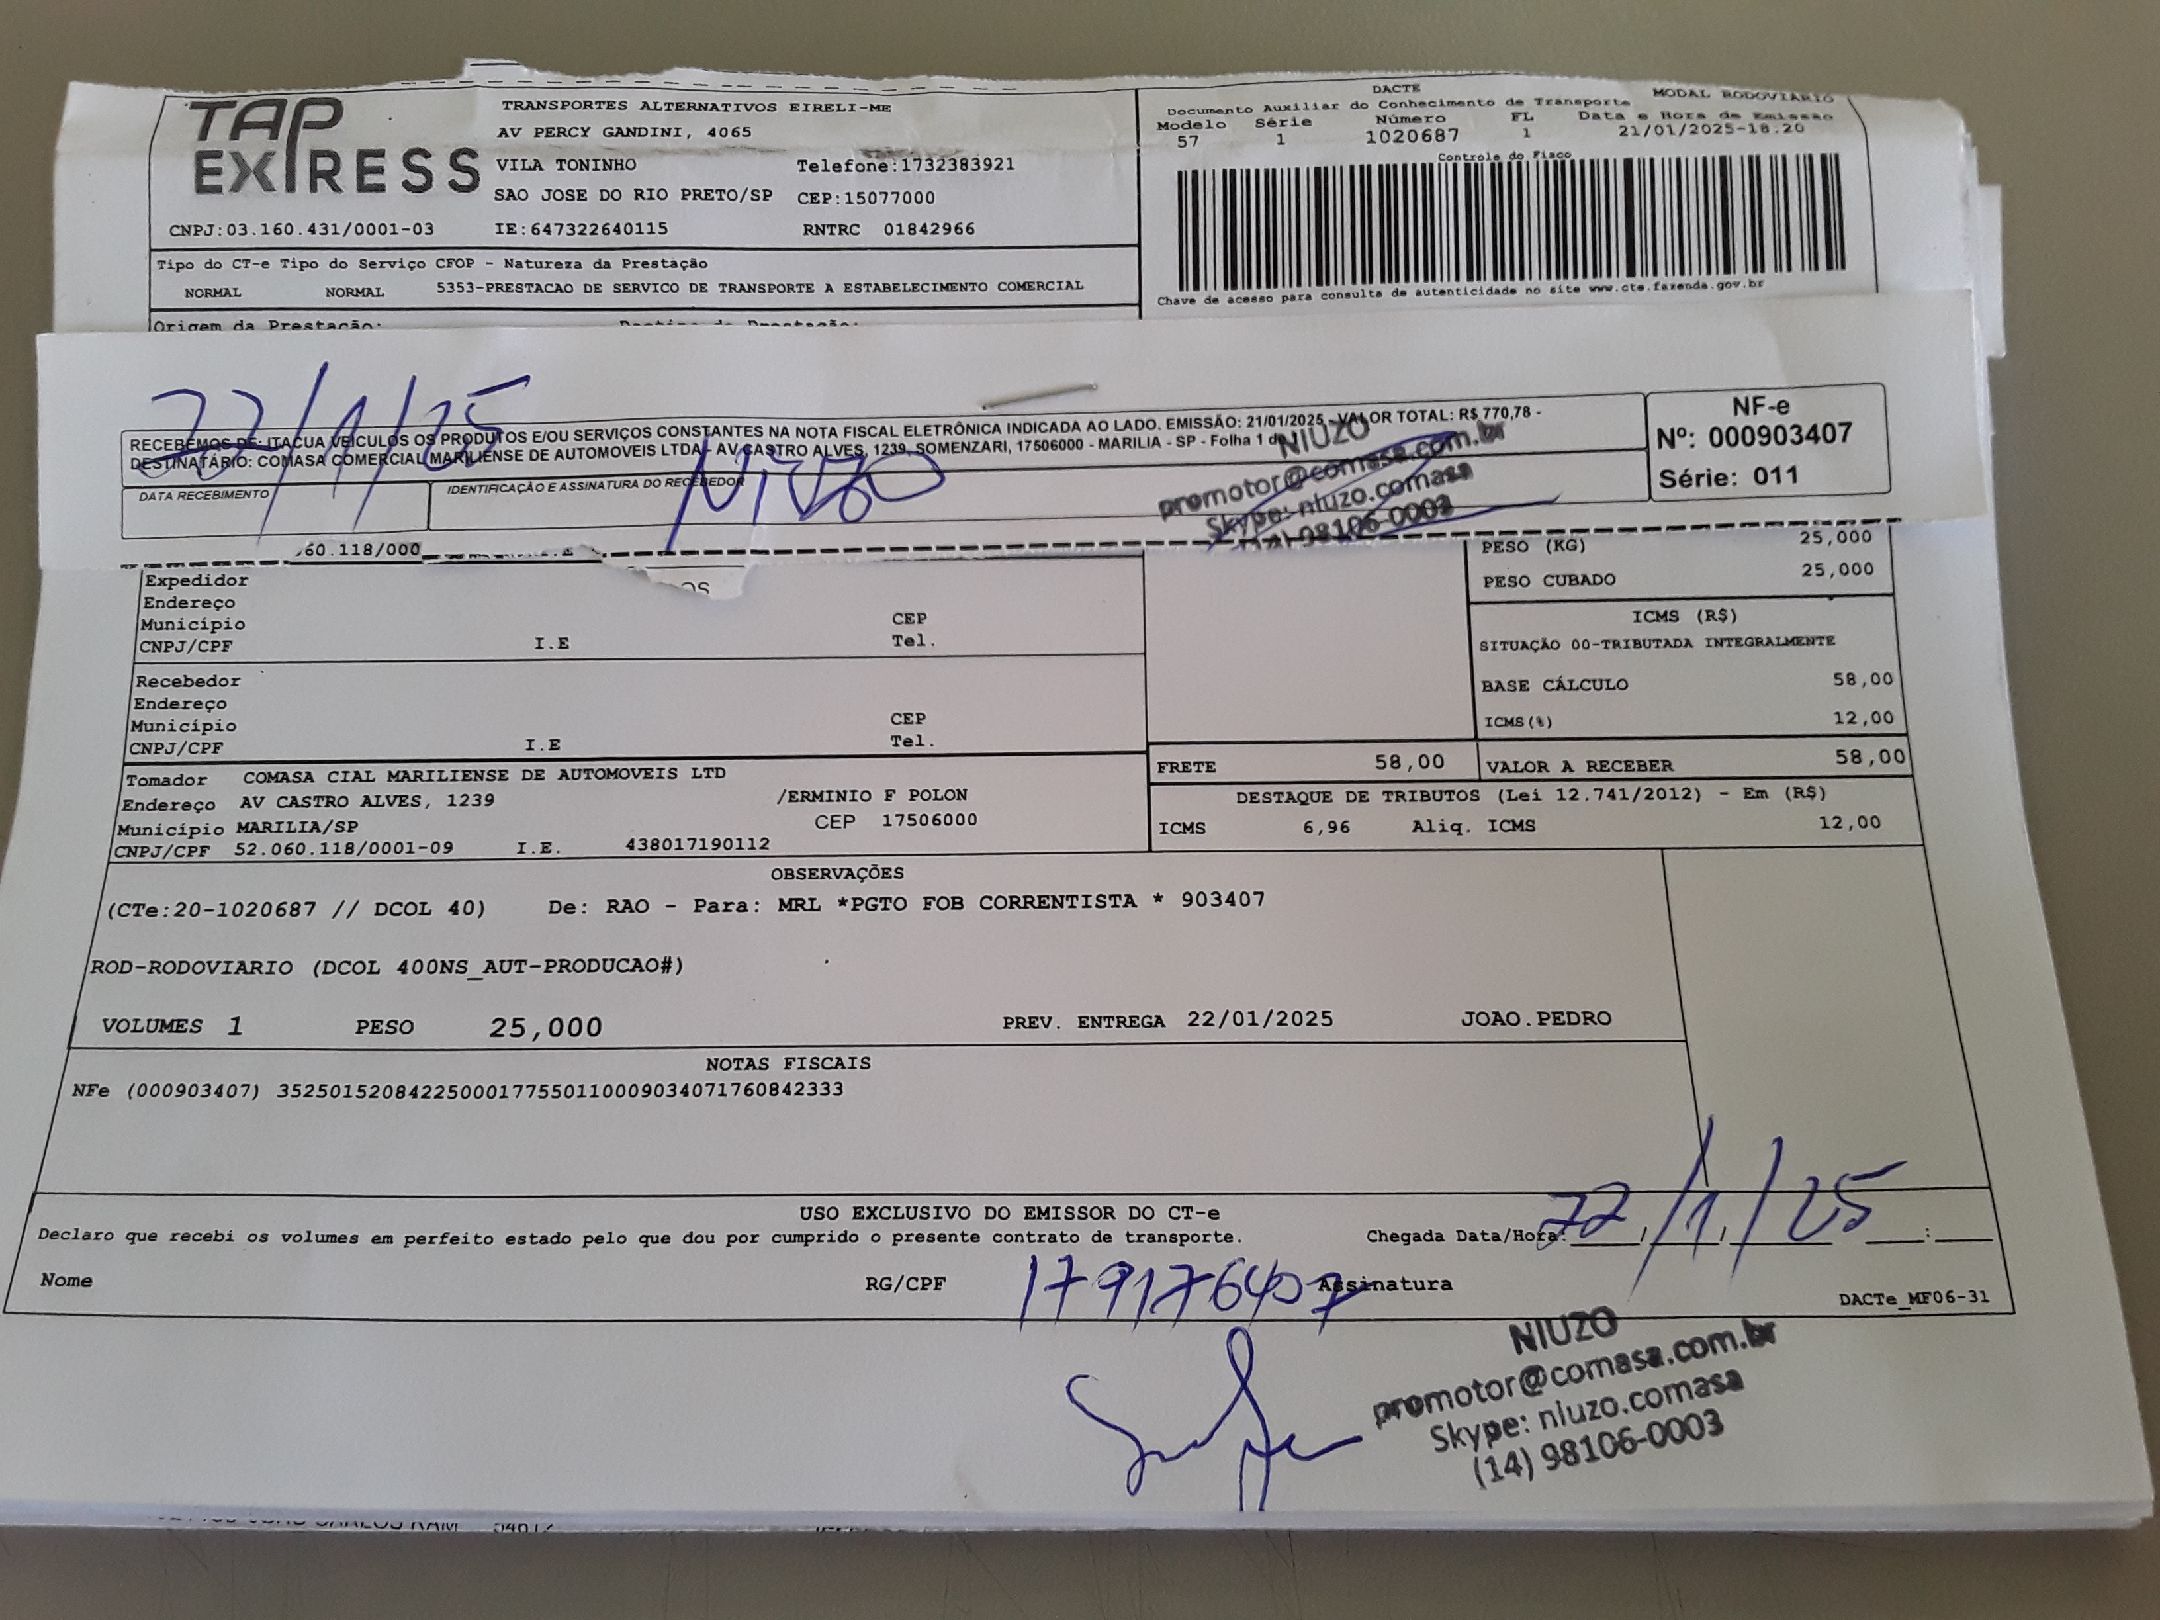 TAP
EXPRESS
TRANSPORTES ALTERNATIVOS EIRELI-ME
AV PERCY GANDINI, 4065
VILA TONINHO Telefone:1732383921
SAO JOSE DO RIO PRETO/SP CEP:15077000
CNPJ:03.160.431/0001-03 IE:647322640115 RNTRC 01842966
DACTE MODAL RODOVIÁRIO
Documento Auxiliar do Conhecimento de Transporte
Modelo Série Número FL Data e Hora de Emissão
57 1 1020687 1 21/01/2025-18.20
Controle do Fisco
Chave de acesso para consulta de autenticidade no site www.cte.fazenda.gov.br
Tipo do CT-e Tipo do Serviço CFOP - Natureza da Prestação
NORMAL NORMAL 5353-PRESTACAO DE SERVICO DE TRANSPORTE A ESTABELECIMENTO COMERCIAL
Origem da Prestação:
22/1/25
RECEBEMOS DE: ITACUA VEICULOS OS PRODUTOS E/OU SERVIÇOS CONSTANTES NA NOTA FISCAL ELETRÔNICA INDICADA AO LADO. EMISSÃO: 21/01/2025 - VALOR TOTAL: R$ 770,78 -
DESTINATÁRIO: COMASA COMERCIAL MARILIENSE DE AUTOMOVEIS LTDA - AV CASTRO ALVES, 1239, SOMENZARI, 17506000 - MARILIA - SP - Folha 1
DATA RECEBIMENTO IDENTIFICAÇÃO E ASSINATURA DO RECEBEDOR
Niuzo
NIUZO
promotor@comasa.com.br
Skype: niuzo.comasa
(14) 98106-0003
NF-e
Nº: 000903407
Série: 011
60.118/000
Expedidor
Endereço
Município CEP
CNPJ/CPF I.E Tel.
Recebedor
Endereço
Município CEP
CNPJ/CPF I.E Tel.
PESO (KG) 25,000
PESO CUBADO 25,000
ICMS (R$)
SITUAÇÃO 00-TRIBUTADA INTEGRALMENTE
BASE CÁLCULO 58,00
ICMS(%) 12,00
FRETE 58,00 VALOR A RECEBER 58,00
Tomador COMASA CIAL MARILIENSE DE AUTOMOVEIS LTD
Endereço AV CASTRO ALVES, 1239 /ERMINIO F POLON
Município MARILIA/SP CEP 17506000
CNPJ/CPF 52.060.118/0001-09 I.E. 438017190112
DESTAQUE DE TRIBUTOS (Lei 12.741/2012) - Em (R$)
ICMS 6,96 Aliq. ICMS 12,00
OBSERVAÇÕES
(CTe:20-1020687 // DCOL 40) De: RAO - Para: MRL *PGTO FOB CORRENTISTA * 903407
ROD-RODOVIARIO (DCOL 400NS_AUT-PRODUCAO#)
VOLUMES 1 PESO 25,000 PREV. ENTREGA 22/01/2025 JOAO.PEDRO
NOTAS FISCAIS
NFe (000903407) 35250152084225000177550110009034071760842333
USO EXCLUSIVO DO EMISSOR DO CT-e
Declaro que recebi os volumes em perfeito estado pelo que dou por cumprido o presente contrato de transporte. Chegada Data/Hora: 22/1/25
Nome RG/CPF 179176407 Assinatura
DACTe_MF06-31
NIUZO
promotor@comasa.com.br
Skype: niuzo.comasa
(14) 98106-0003